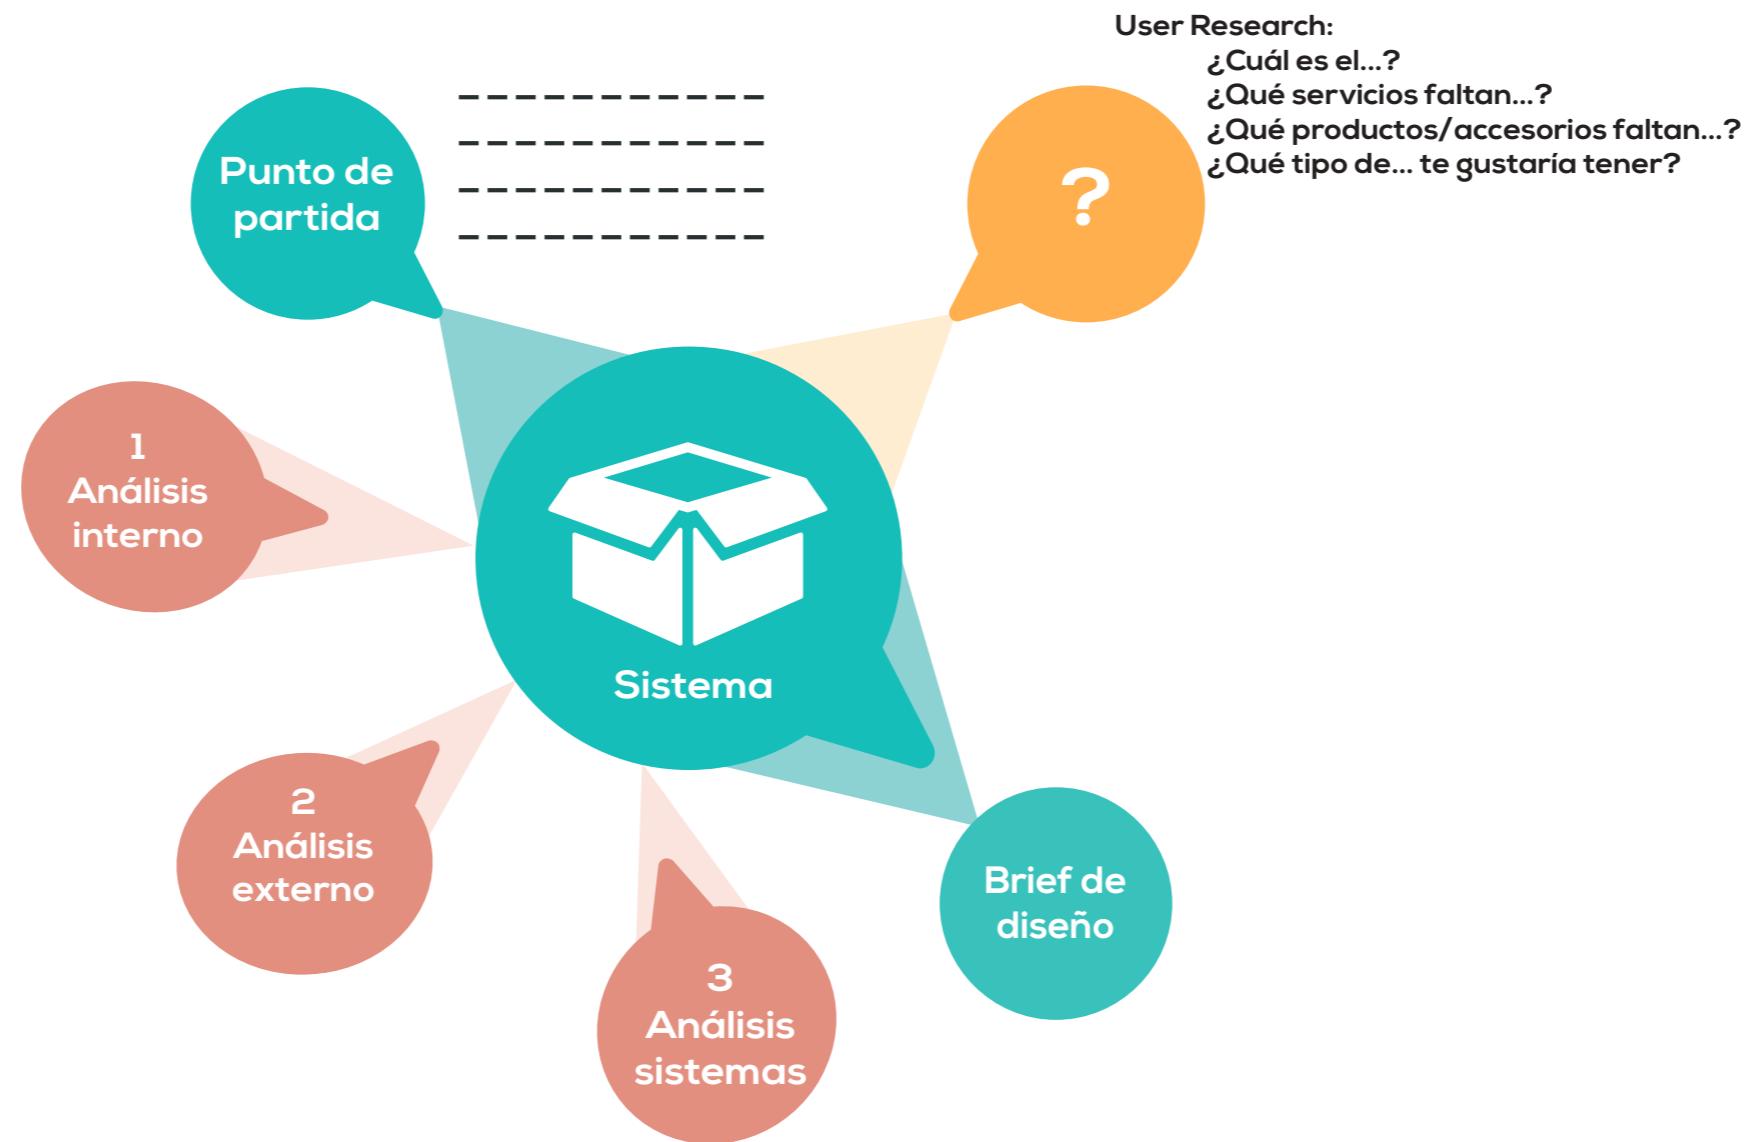 User Research:
¿Cuál es el...?
¿Qué servicios faltan...?
¿Qué productos/accesorios faltan...?
¿Qué tipo de... te gustaría tener?
Punto de
partida
?
1
Análisis
interno
Sistema
2
Análisis
externo
Brief de
diseño
3
Análisis
sistemas